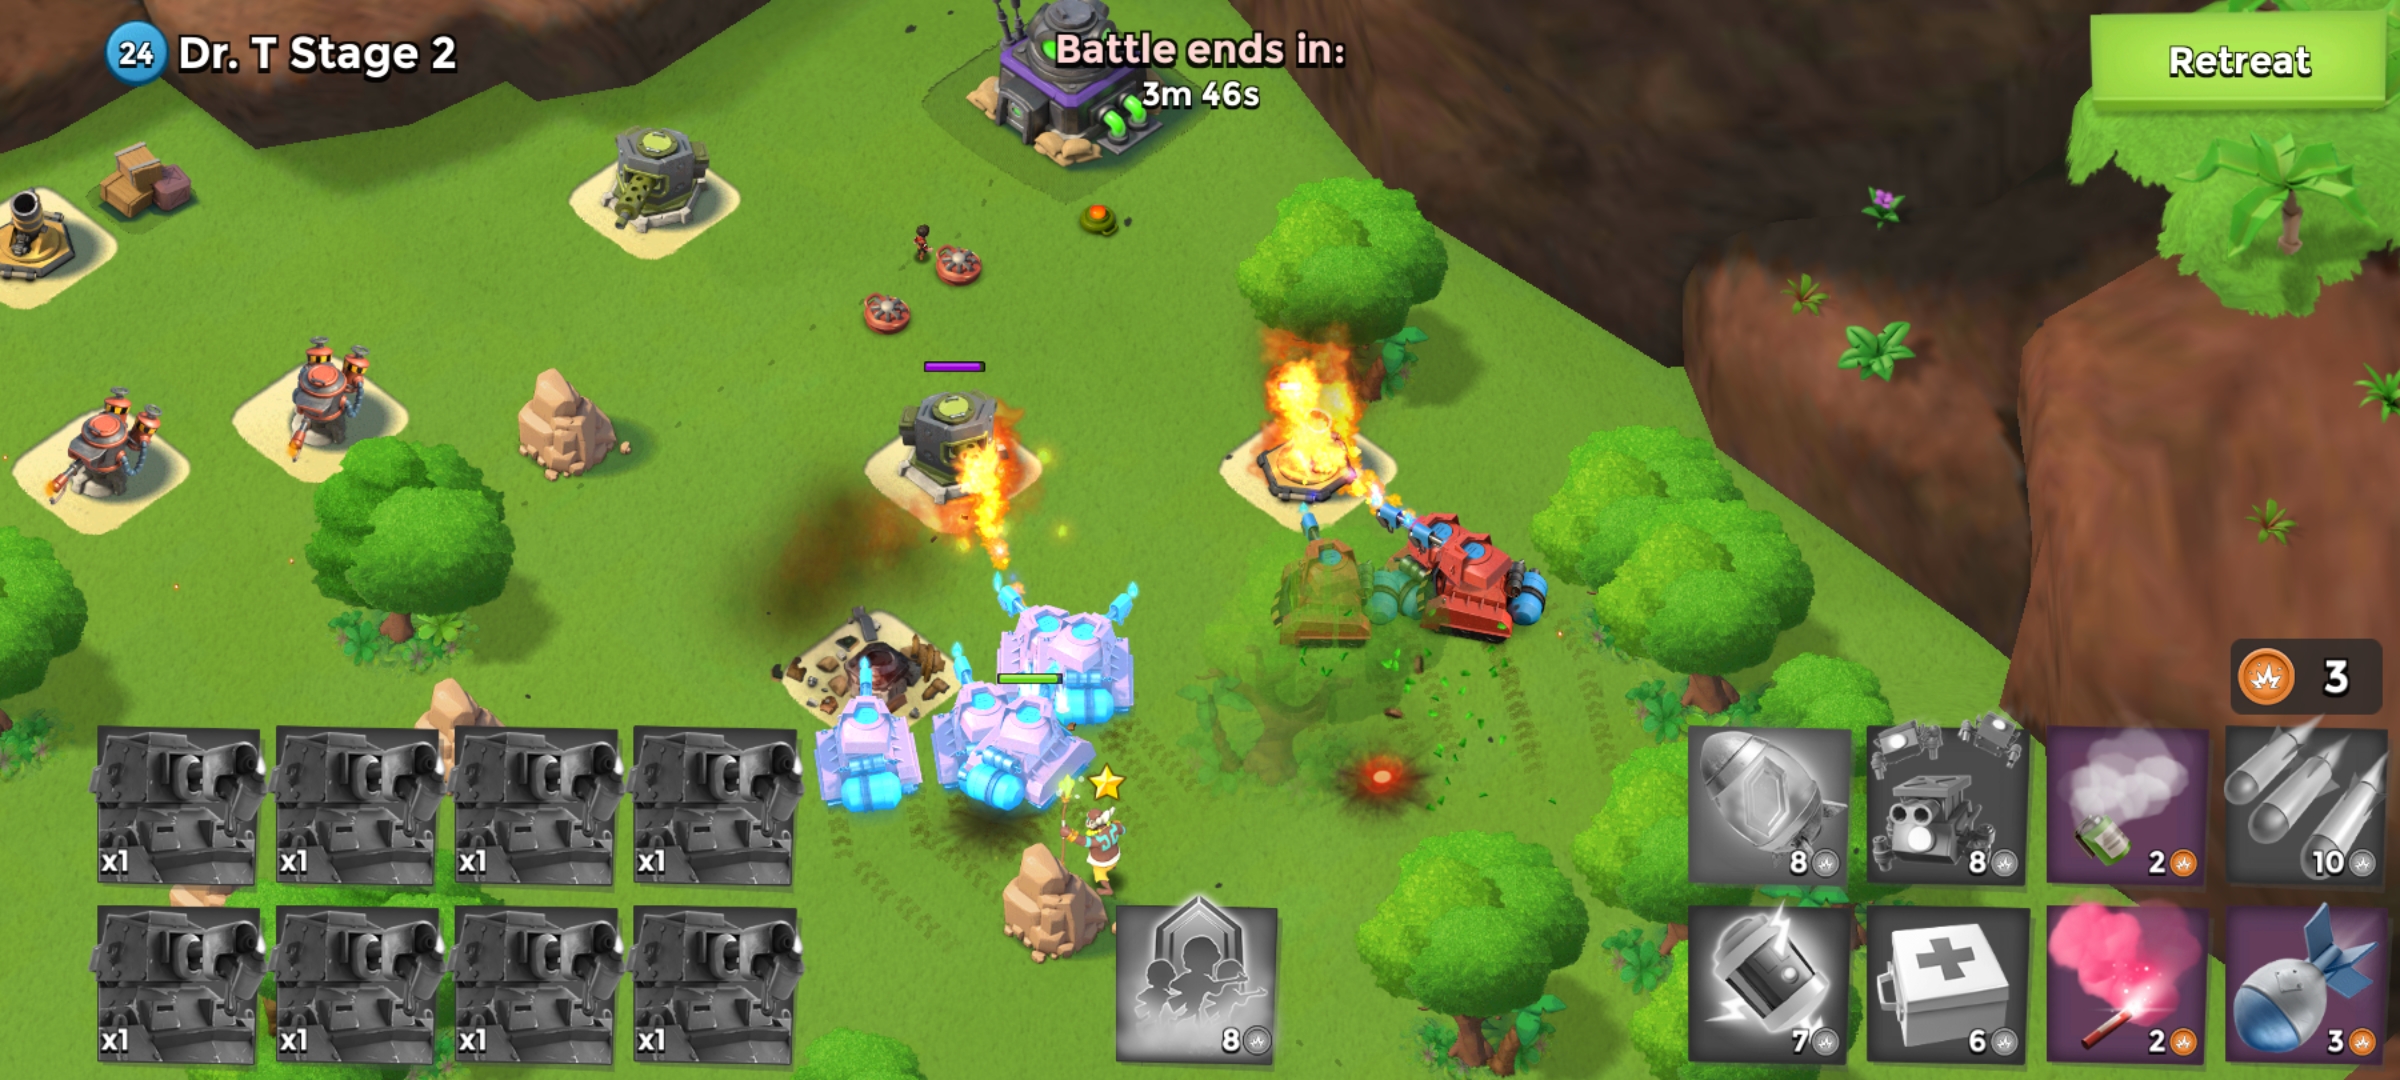 24 Dr. T Stage 2
Battle ends in:
3m 46s
Retreat
3
x1 x1 x1 x1
8 8 2 10
x1 x1 x1 x1
8
7 6 2 3